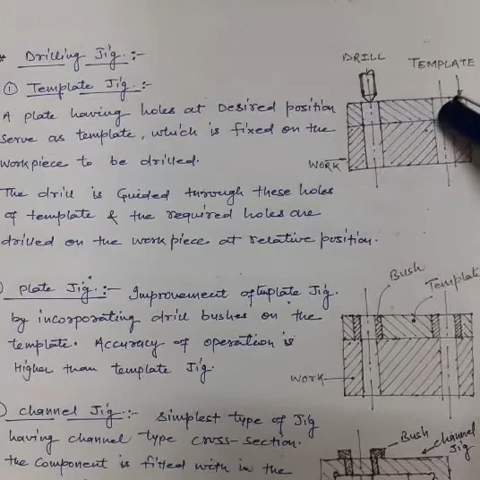 * Drilling Jig :-
① Template Jig :-
A plate having holes at Desired position
serve as template, which is fixed on the
workpiece to be drilled.
The drill is Guided through these holes
of template & the required holes are
drilled on the workpiece at relative position.
DRILL
TEMPLATE
WORK
) plate Jig :- Improvement of template Jig
by incorporating drill bushes on the
template. Accuracy of operation is
Higher than template Jig.
Bush
Template
WORK
) channel Jig :- Simplest type of Jig
having channel type cross-section.
the component is fitted with in the
Bush
channel
Jig